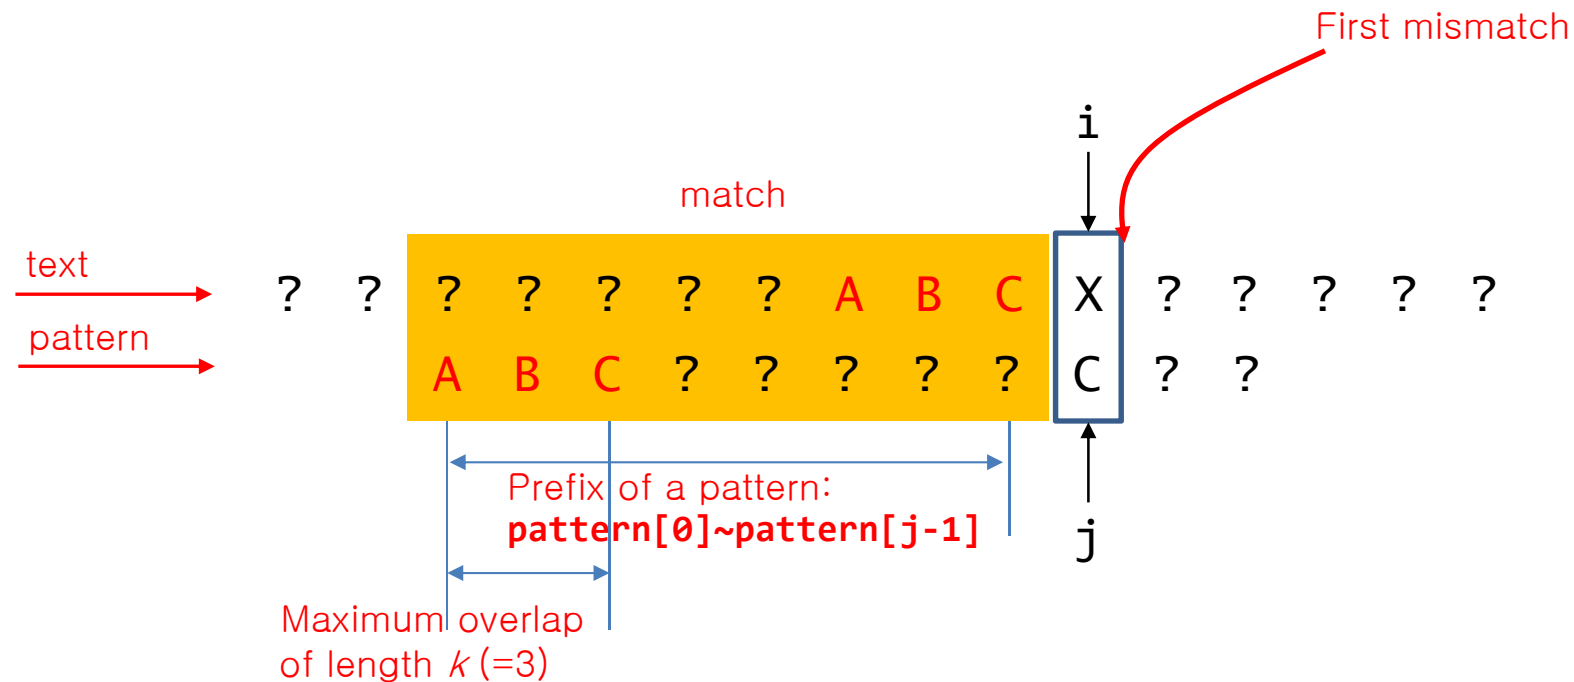 First mismatch
i
match
text
? ? ? ? ? ? ? A B C X ? ? ? ? ?
pattern
A B C ? ? ? ? ? C ? ?
Prefix of a pattern:
pattern[0]~pattern[j-1]
j
Maximum overlap
of length k (=3)